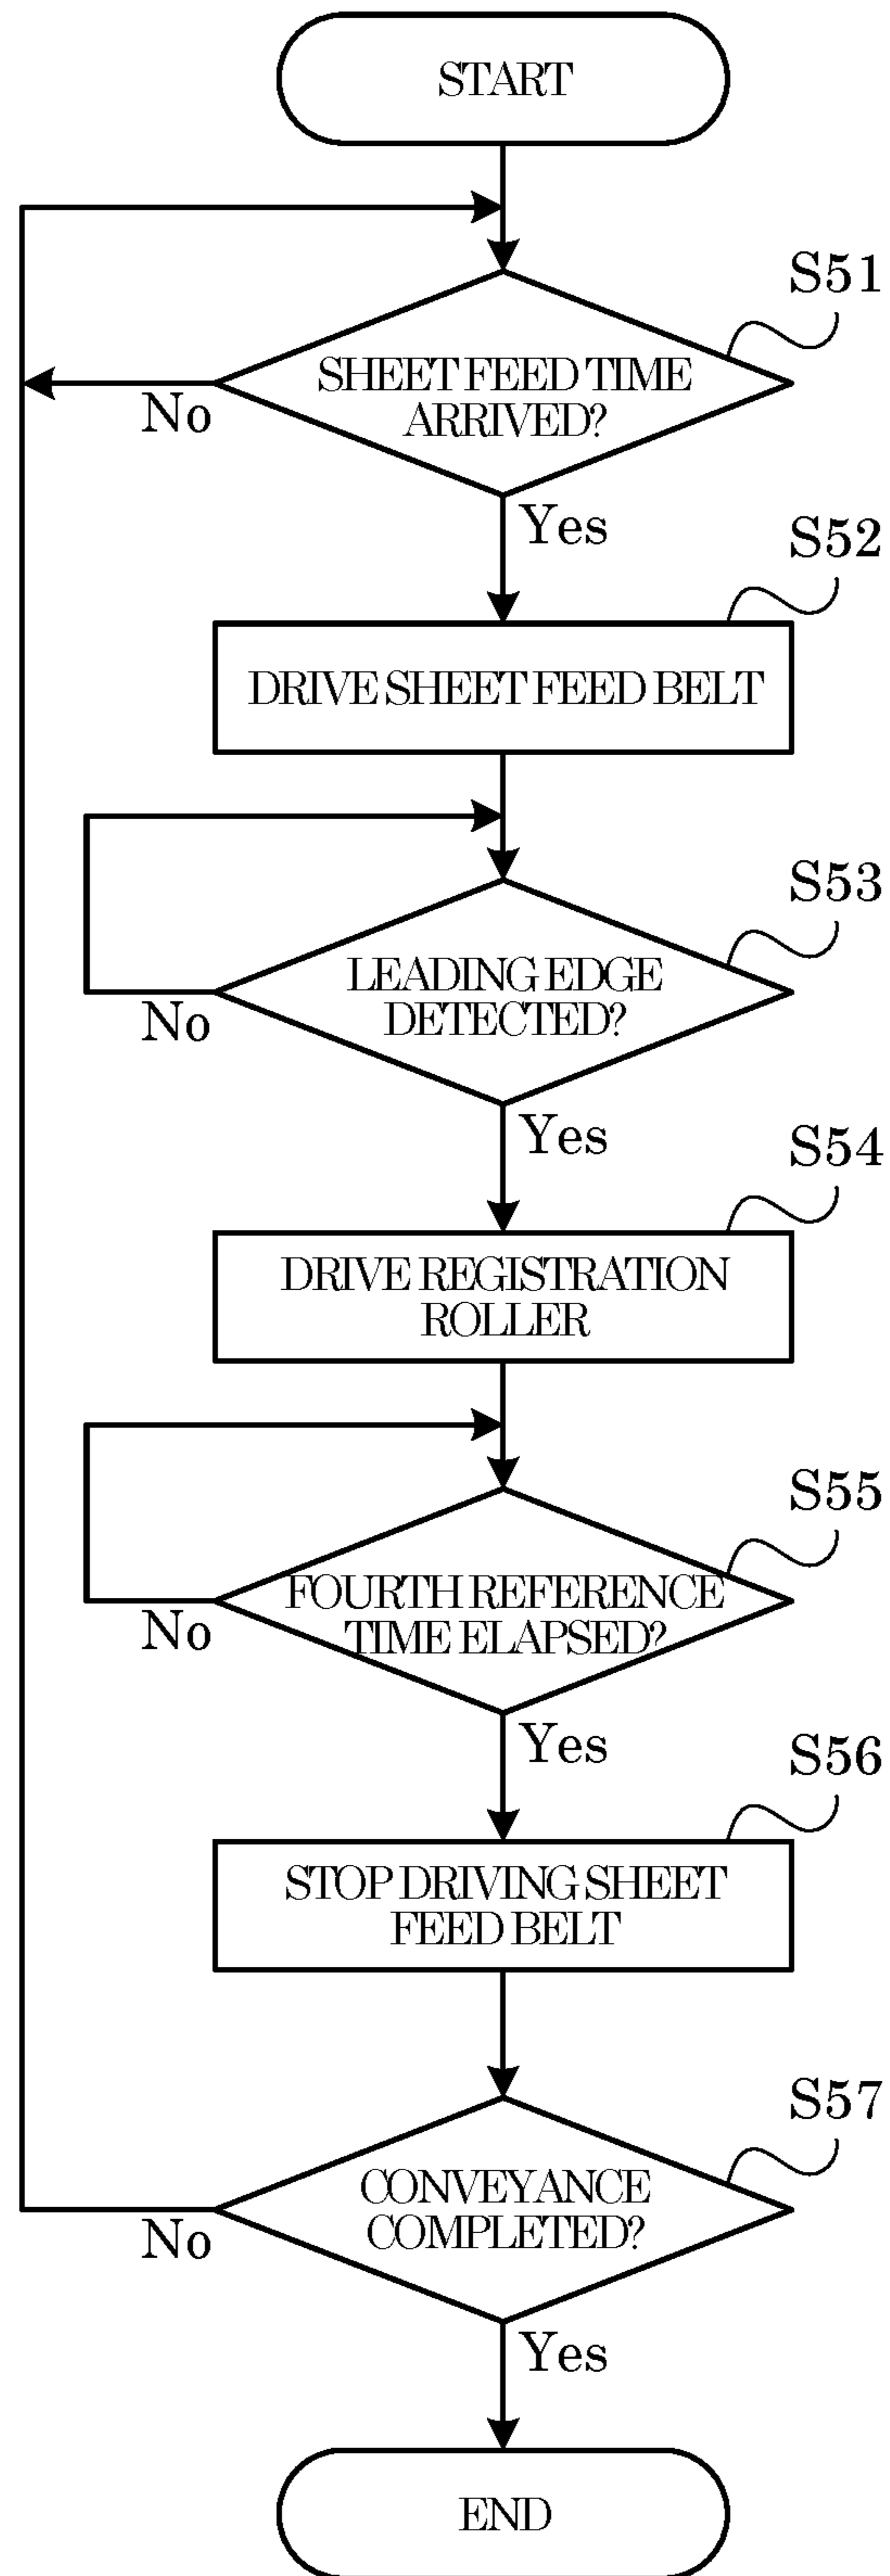 START
S51
SHEET FEED TIME
ARRIVED?
No
Yes
S52
DRIVE SHEET FEED BELT
S53
LEADING EDGE
DETECTED?
No
Yes
S54
DRIVE REGISTRATION
ROLLER
S55
FOURTH REFERENCE
TIME ELAPSED?
No
Yes
S56
STOP DRIVING SHEET
FEED BELT
S57
CONVEYANCE
COMPLETED?
No
Yes
END